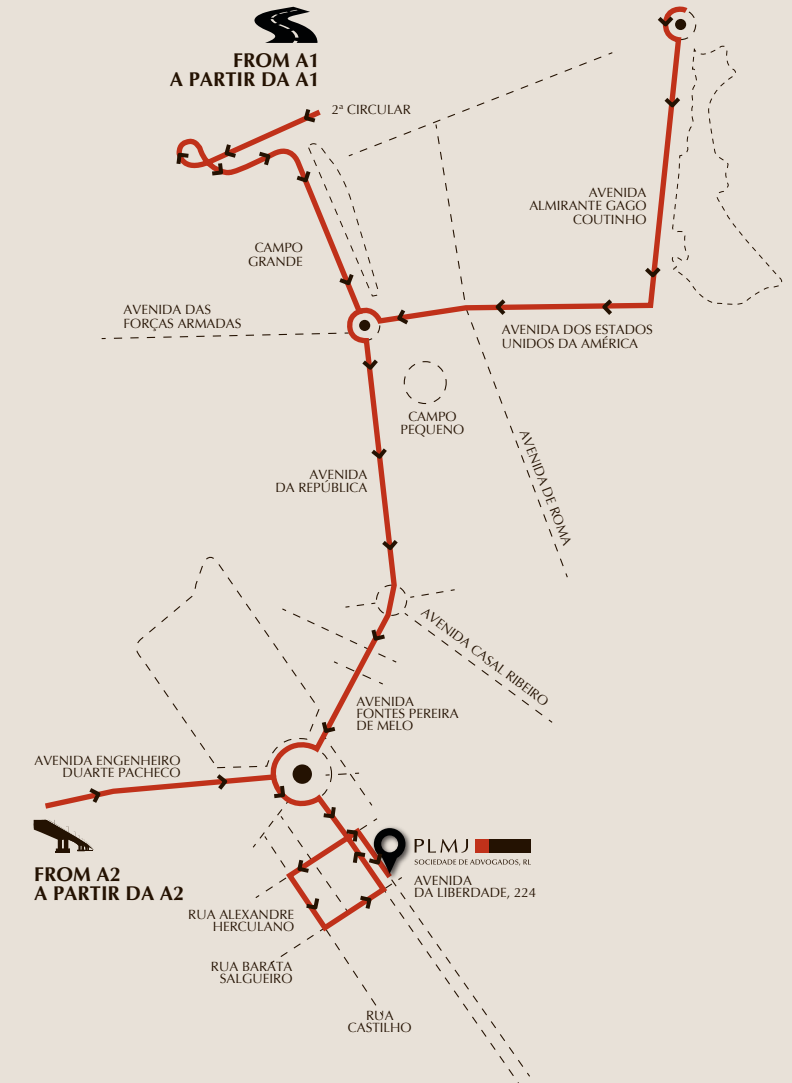 FROM A1
A PARTIR DA A1
2ª CIRCULAR
AVENIDA
ALMIRANTE GAGO
COUTINHO
CAMPO
GRANDE
AVENIDA DAS
FORÇAS ARMADAS
AVENIDA DOS ESTADOS
UNIDOS DA AMÉRICA
CAMPO
PEQUENO
AVENIDA DE ROMA
AVENIDA
DA REPÚBLICA
AVENIDA CASAL RIBEIRO
AVENIDA
FONTES PEREIRA
DE MELO
AVENIDA ENGENHEIRO
DUARTE PACHECO
FROM A2
A PARTIR DA A2
PLMJ
SOCIEDADE DE ADVOGADOS, RL
AVENIDA
DA LIBERDADE, 224
RUA ALEXANDRE
HERCULANO
RUA BARATA
SALGUEIRO
RUA
CASTILHO